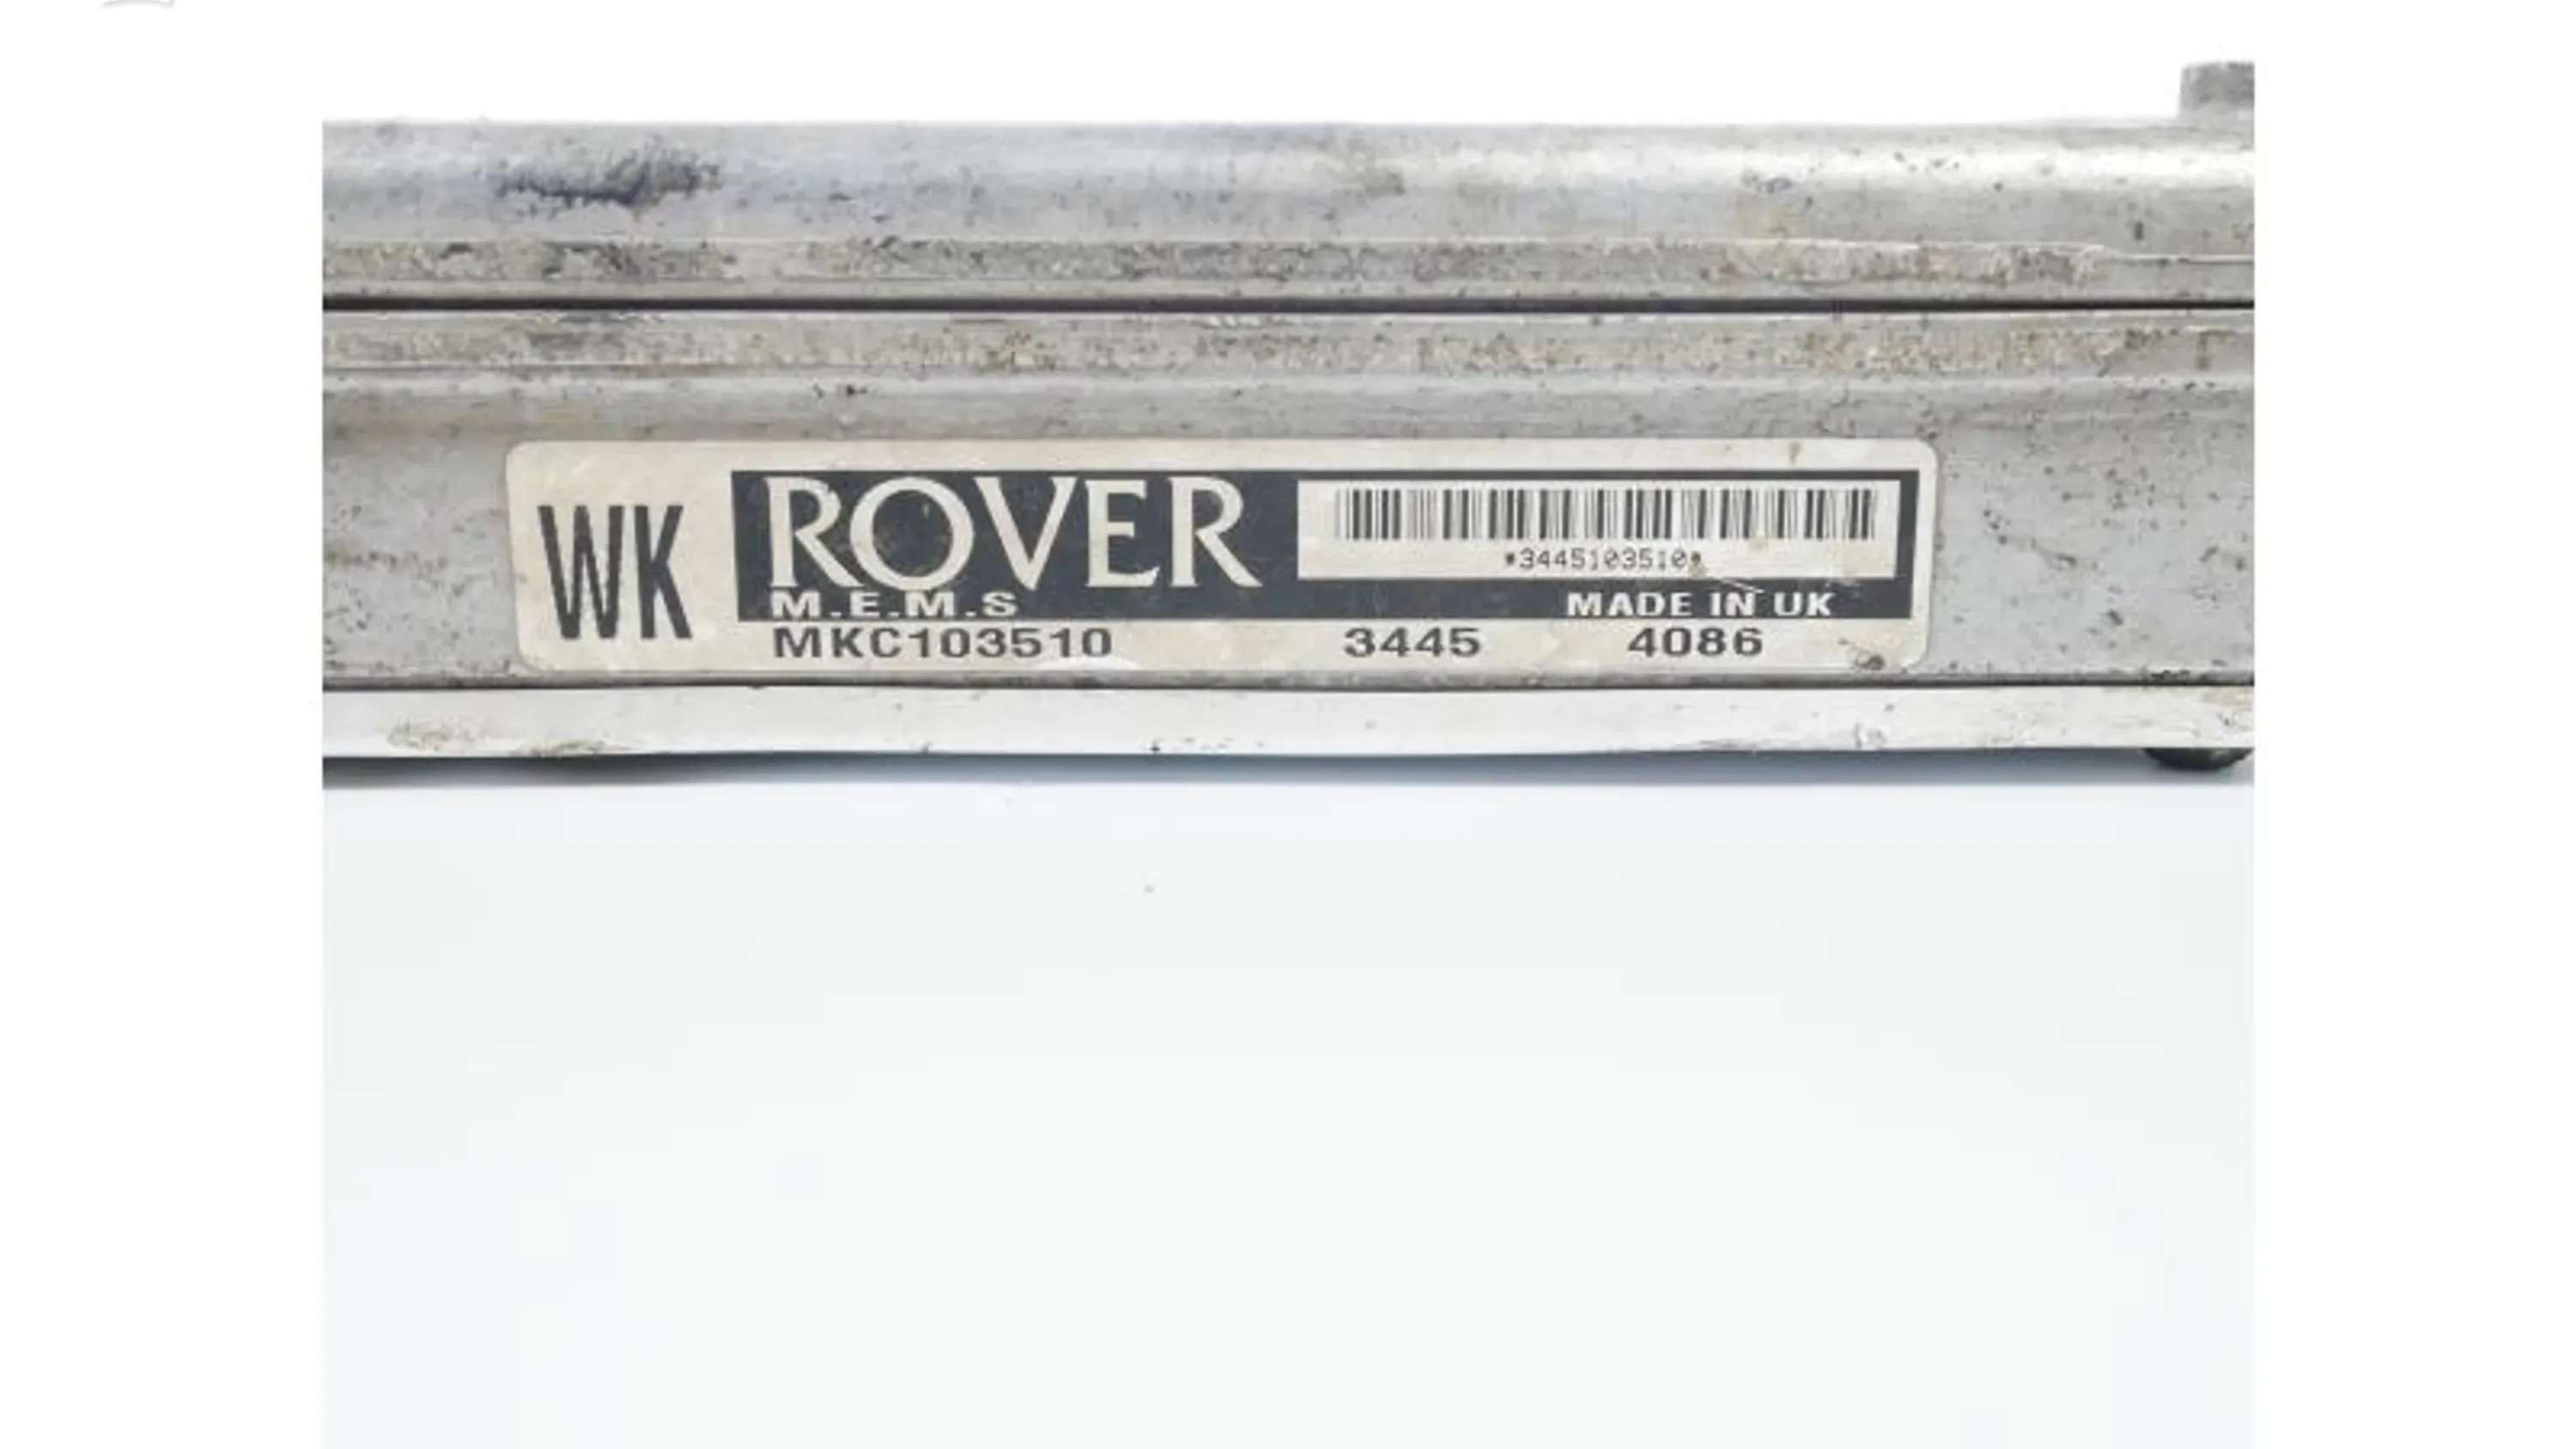 WK
ROVER
*3445103510*
M.E.M.S MADE IN UK
MKC103510 3445 4086